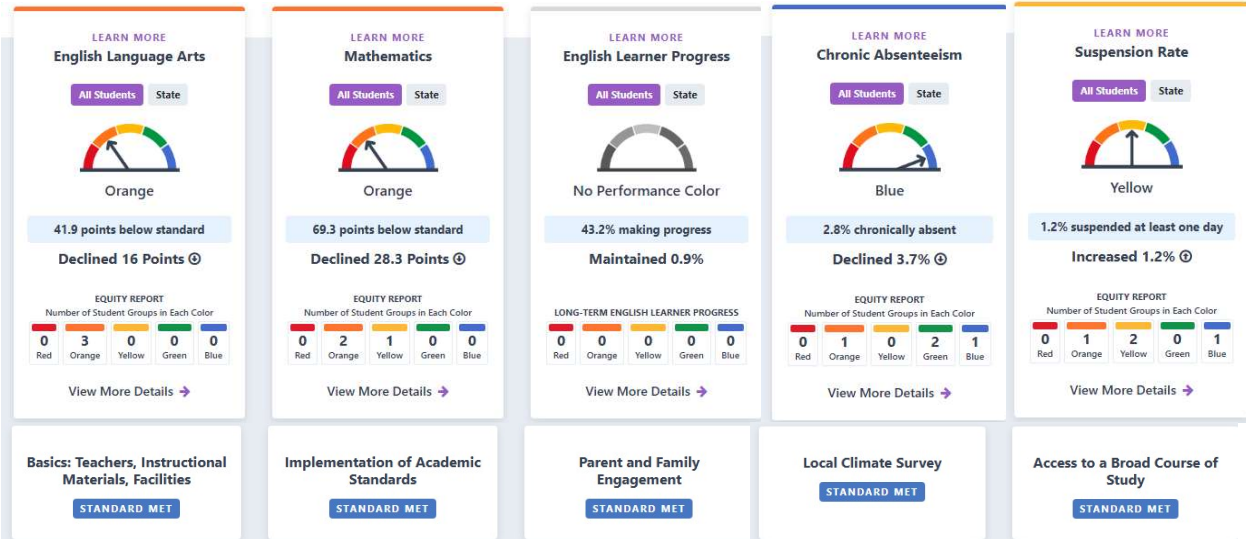 LEARN MORE
English Language Arts
All Students State
Orange
41.9 points below standard
Declined 16 Points
EQUITY REPORT
Number of Student Groups in Each Color
0 3 0 0 0
Red Orange Yellow Green Blue
View More Details →
LEARN MORE
Mathematics
All Students State
Orange
69.3 points below standard
Declined 28.3 Points
EQUITY REPORT
Number of Student Groups in Each Color
0 2 1 0 0
Red Orange Yellow Green Blue
View More Details →
LEARN MORE
English Learner Progress
All Students State
No Performance Color
43.2% making progress
Maintained 0.9%
LONG-TERM ENGLISH LEARNER PROGRESS
0 0 0 0 0
Red Orange Yellow Green Blue
View More Details →
LEARN MORE
Chronic Absenteeism
All Students State
Blue
2.8% chronically absent
Declined 3.7%
EQUITY REPORT
Number of Student Groups in Each Color
0 1 0 2 1
Red Orange Yellow Green Blue
View More Details →
LEARN MORE
Suspension Rate
All Students State
Yellow
1.2% suspended at least one day
Increased 1.2%
EQUITY REPORT
Number of Student Groups in Each Color
0 1 2 0 1
Red Orange Yellow Green Blue
View More Details →
Basics: Teachers, Instructional
Materials, Facilities
STANDARD MET
Implementation of Academic
Standards
STANDARD MET
Parent and Family
Engagement
STANDARD MET
Local Climate Survey
STANDARD MET
Access to a Broad Course of
Study
STANDARD MET